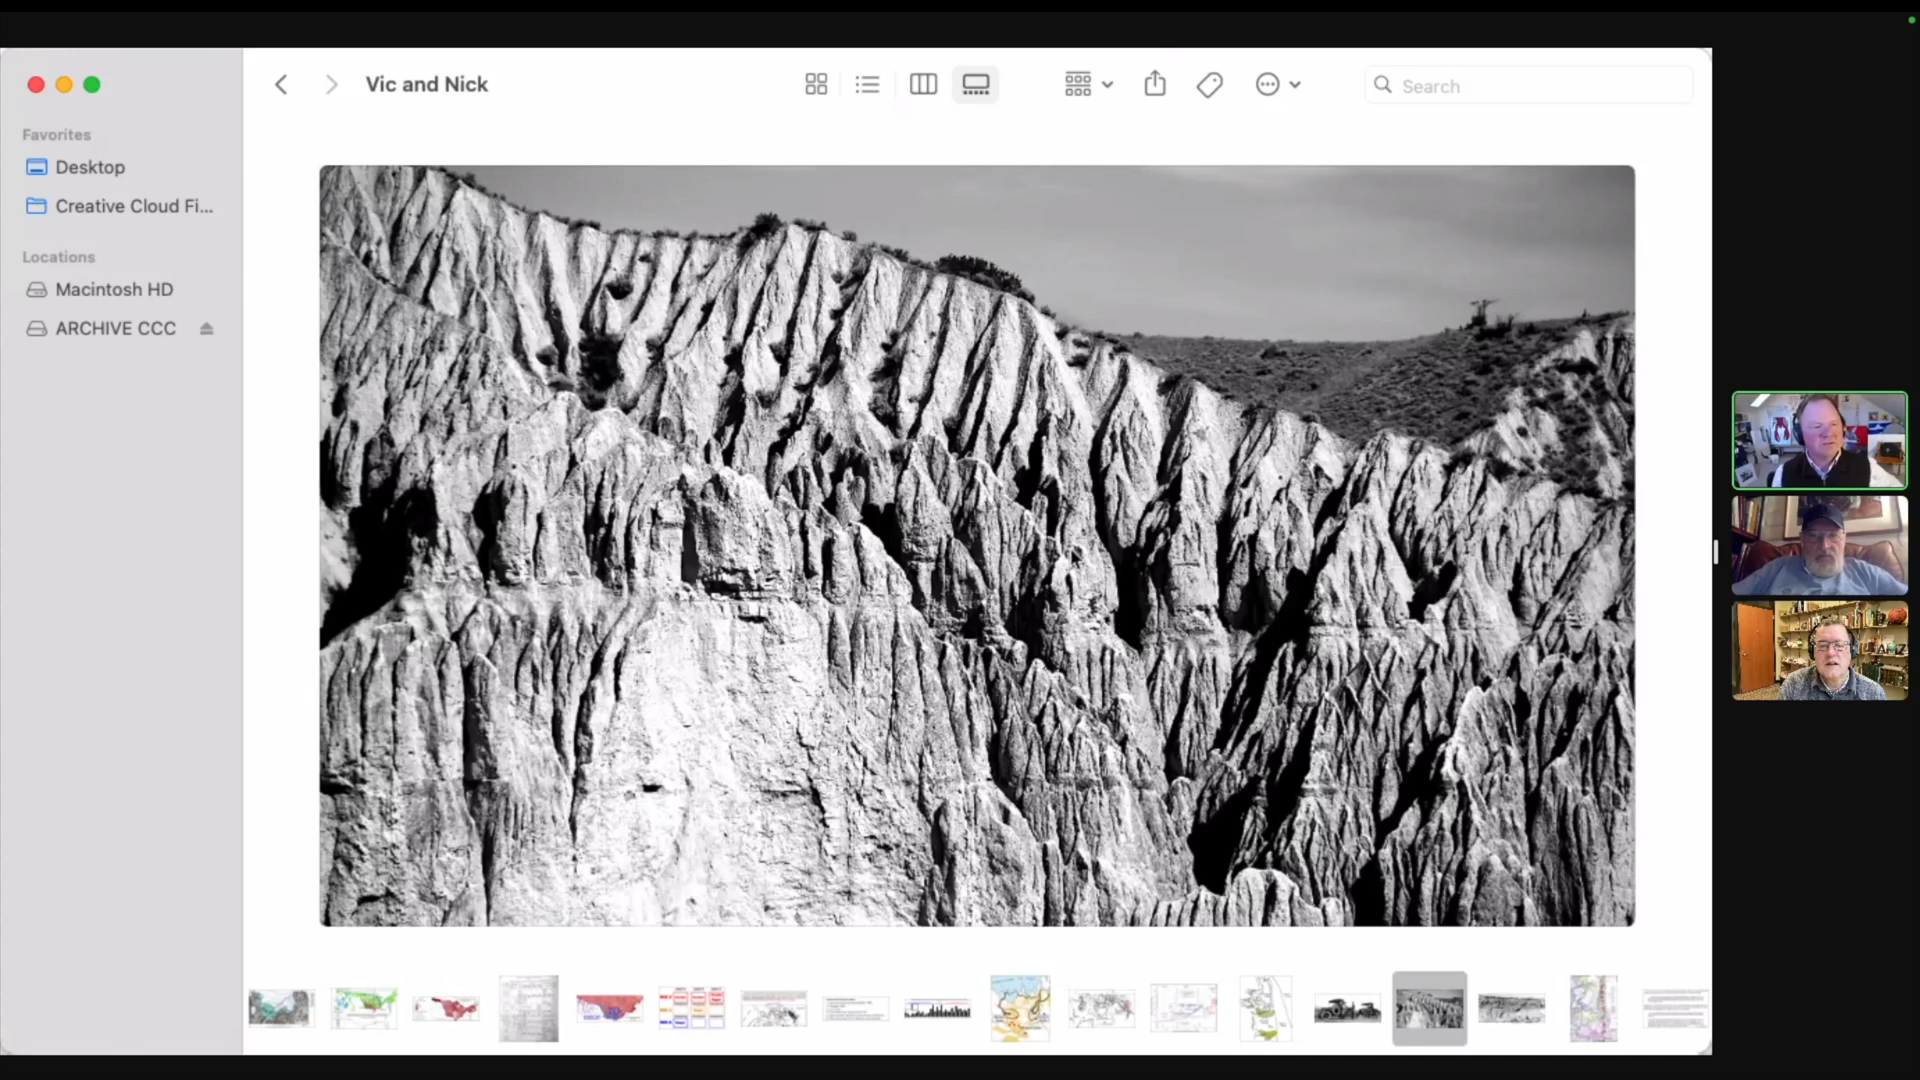 Vic and Nick
Search
Favorites
Desktop
Creative Cloud Fi...
Locations
Macintosh HD
ARCHIVE CCC